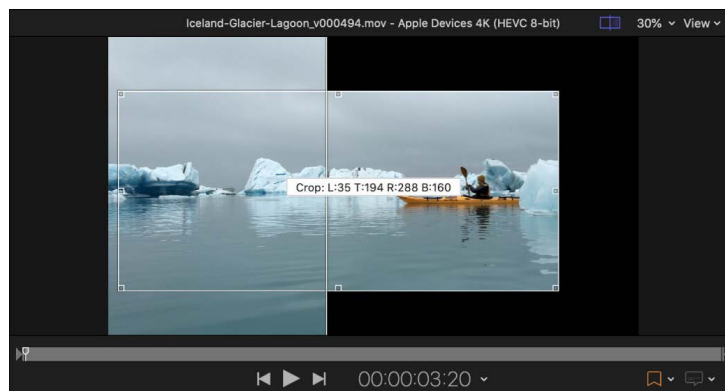 Iceland-Glacier-Lagoon_v000494.mov - Apple Devices 4K (HEVC 8-bit)
30%
View
Crop: L:35 T:194 R:288 B:160
00:00:03:20